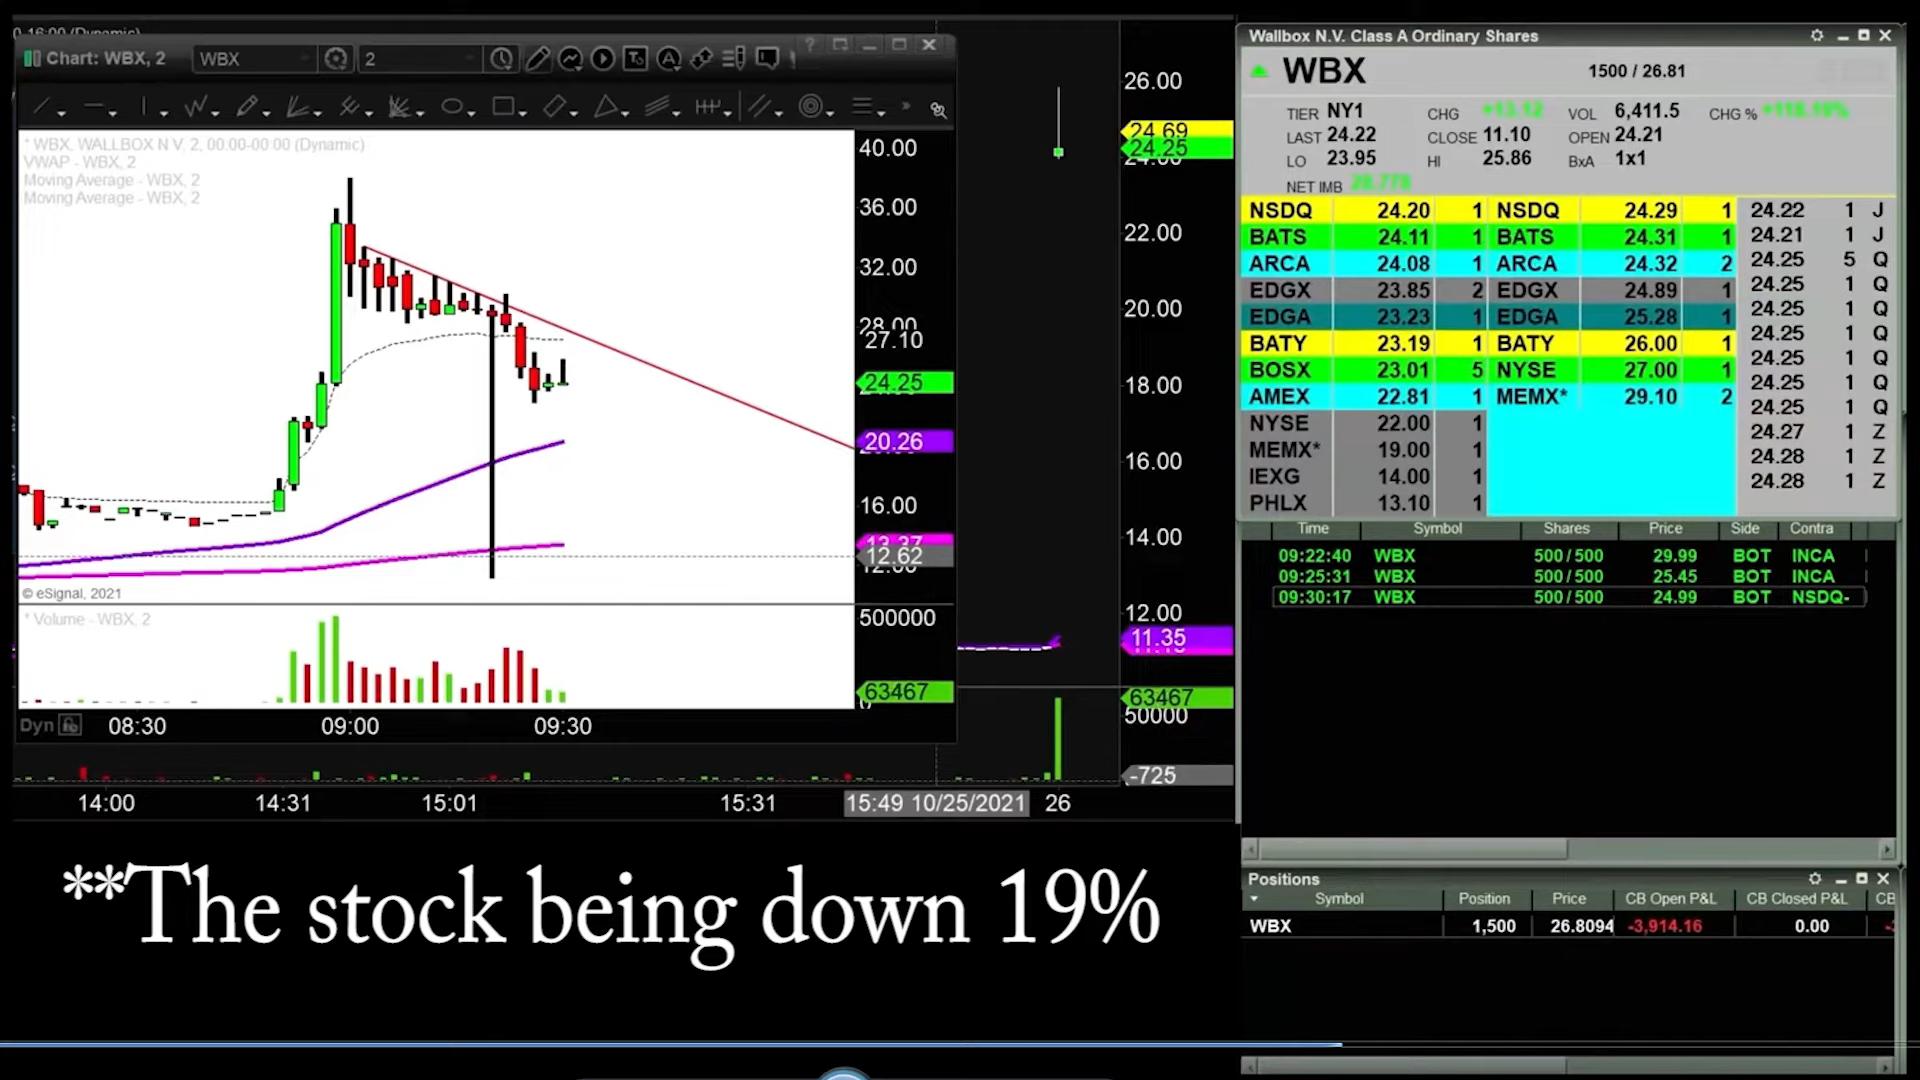 Chart: WBX, 2
WBX
2
* WBX, WALLBOX N V, 2, 00.00-00 00 (Dynamic)
VWAP - WBX, 2
Moving Average - WBX, 2
Moving Average - WBX, 2
40.00
36.00
32.00
28.00
27.10
24.25
20.26
16.00
13.37
12.62
12.00
© eSignal, 2021
* Volume - WBX, 2
500000
63467
0
Dyn
08:30
09:00
09:30
26.00
24.69
24.25
24.00
22.00
20.00
18.00
16.00
14.00
12.00
11.35
63467
50000
-725
14:00
14:31
15:01
15:31
15:49 10/25/2021
26
**The stock being down 19%
Wallbox N.V. Class A Ordinary Shares
WBX
1500 / 26.81
TIER NY1 CHG +13.12 VOL 6,411.5 CHG %
LAST 24.22 CLOSE 11.10 OPEN 24.21
LO 23.95 HI 25.86 BxA 1x1
NET IMB
NSDQ 24.20 1 NSDQ 24.29 1
BATS 24.11 1 BATS 24.31 1
ARCA 24.08 1 ARCA 24.32 2
EDGX 23.85 2 EDGX 24.89 1
EDGA 23.23 1 EDGA 25.28 1
BATY 23.19 1 BATY 26.00 1
BOSX 23.01 5 NYSE 27.00 1
AMEX 22.81 1 MEMX* 29.10 2
NYSE 22.00 1
MEMX* 19.00 1
IEXG 14.00 1
PHLX 13.10 1
24.22 1 J
24.21 1 J
24.25 5 Q
24.25 1 Q
24.25 1 Q
24.25 1 Q
24.25 1 Q
24.25 1 Q
24.25 1 Q
24.27 1 Z
24.28 1 Z
24.28 1 Z
Time Symbol Shares Price Side Contra
09:22:40 WBX 500/500 29.99 BOT INCA
09:25:31 WBX 500/500 25.45 BOT INCA
09:30:17 WBX 500/500 24.99 BOT NSDQ-
Positions
Symbol Position Price CB Open P&L CB Closed P&L CB
WBX 1,500 26.8094 -3,914.16 0.00